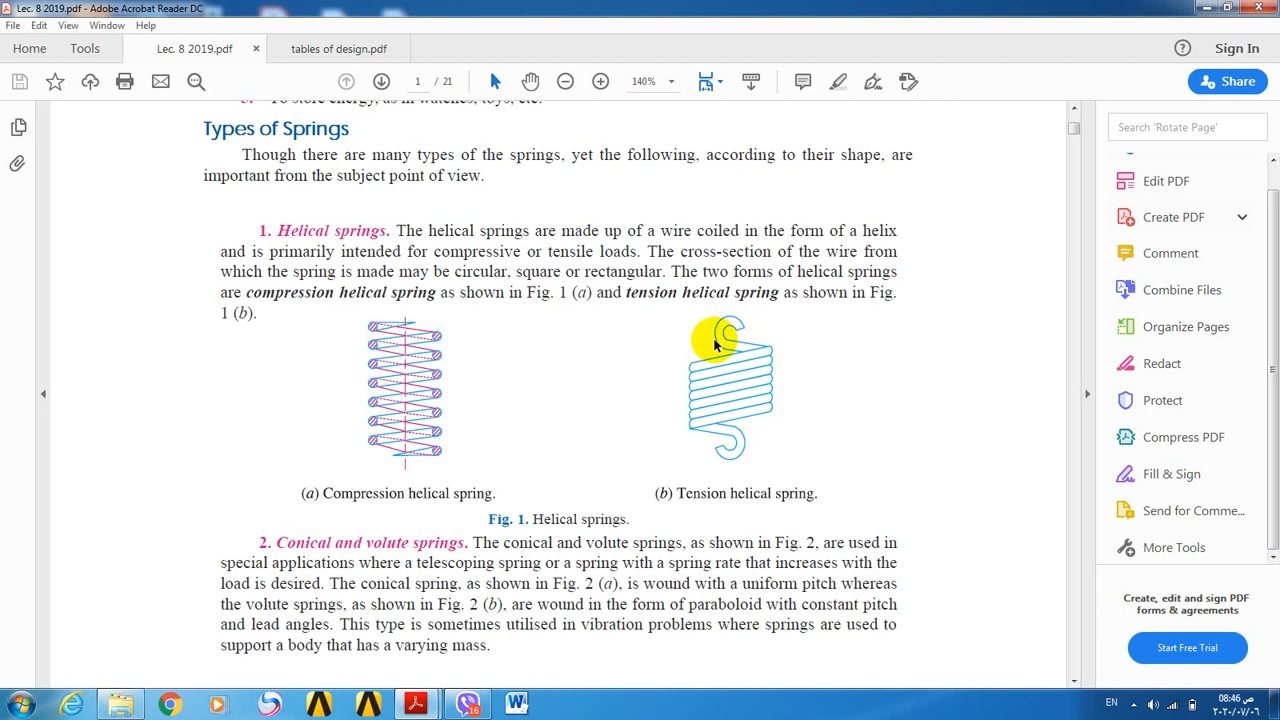 Lec. 8 2019.pdf - Adobe Acrobat Reader DC
File Edit View Window Help
Home Tools Lec. 8 2019.pdf × tables of design.pdf Sign In
1 / 21 140% Share
Types of Springs
Though there are many types of the springs, yet the following, according to their shape, are
important from the subject point of view.
1. Helical springs. The helical springs are made up of a wire coiled in the form of a helix
and is primarily intended for compressive or tensile loads. The cross-section of the wire from
which the spring is made may be circular, square or rectangular. The two forms of helical springs
are compression helical spring as shown in Fig. 1 (a) and tension helical spring as shown in Fig.
1 (b).
(a) Compression helical spring. (b) Tension helical spring.
Fig. 1. Helical springs.
2. Conical and volute springs. The conical and volute springs, as shown in Fig. 2, are used in
special applications where a telescoping spring or a spring with a spring rate that increases with the
load is desired. The conical spring, as shown in Fig. 2 (a), is wound with a uniform pitch whereas
the volute springs, as shown in Fig. 2 (b), are wound in the form of paraboloid with constant pitch
and lead angles. This type is sometimes utilised in vibration problems where springs are used to
support a body that has a varying mass.
Search 'Rotate Page'
Edit PDF
Create PDF
Comment
Combine Files
Organize Pages
Redact
Protect
Compress PDF
Fill & Sign
Send for Comme...
More Tools
Create, edit and sign PDF
forms & agreements
Start Free Trial
16
EN
08:46 ص
٢٠٢٠/٠٧/٠٦